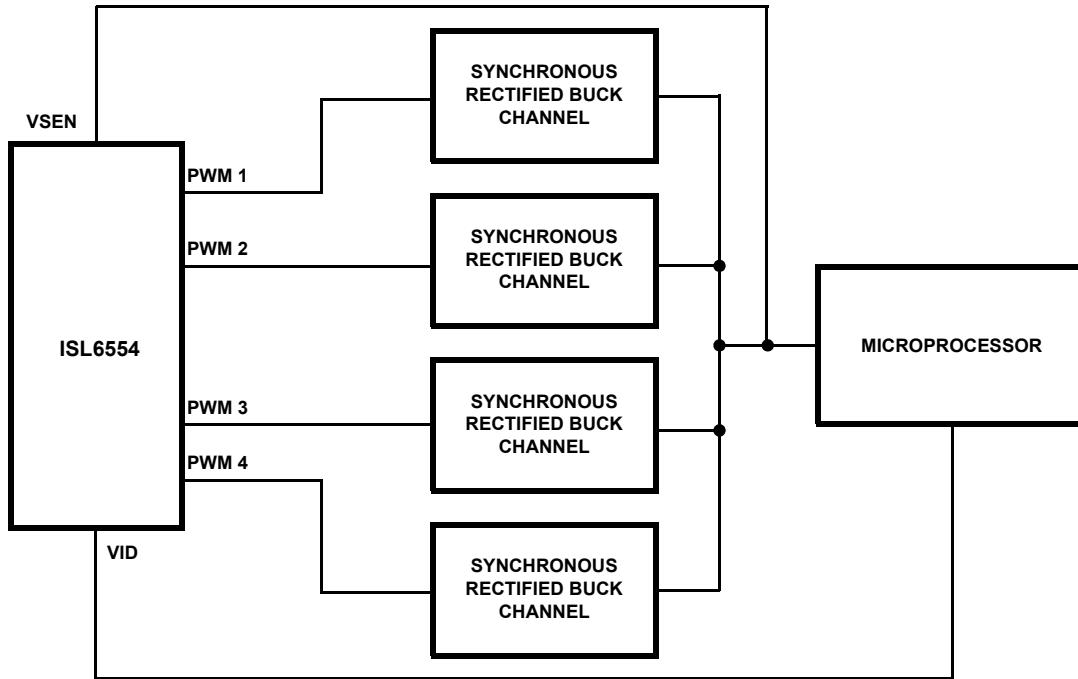 VSEN
ISL6554
PWM 1
PWM 2
PWM 3
PWM 4
VID
SYNCHRONOUS
RECTIFIED BUCK
CHANNEL
SYNCHRONOUS
RECTIFIED BUCK
CHANNEL
SYNCHRONOUS
RECTIFIED BUCK
CHANNEL
SYNCHRONOUS
RECTIFIED BUCK
CHANNEL
MICROPROCESSOR